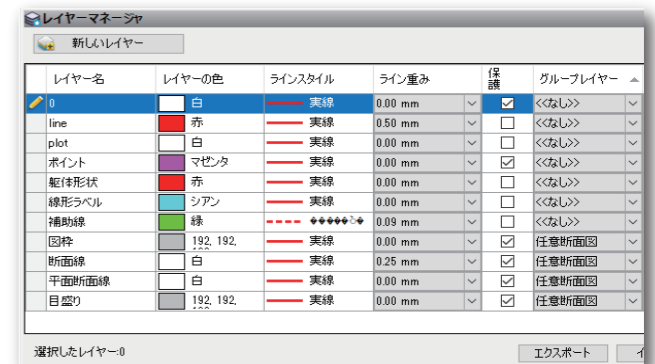 レイヤーマネージャ
新しいレイヤー
レイヤー名 レイヤーの色 ラインスタイル ライン重み 保護 グループレイヤー
0 白 実線 0.00 mm <<なし>>
line 赤 実線 0.50 mm <<なし>>
plot 白 実線 0.00 mm <<なし>>
ポイント マゼンタ 実線 0.00 mm <<なし>>
躯体形状 赤 実線 0.00 mm <<なし>>
線形ラベル シアン 実線 0.00 mm <<なし>>
補助線 緑 0.09 mm <<なし>>
図枠 192, 192, 実線 0.00 mm 任意断面図
断面線 白 実線 0.25 mm 任意断面図
平面断面線 白 実線 0.00 mm 任意断面図
目盛り 192, 192, 実線 0.00 mm 任意断面図
選択したレイヤー:0 エクスポート